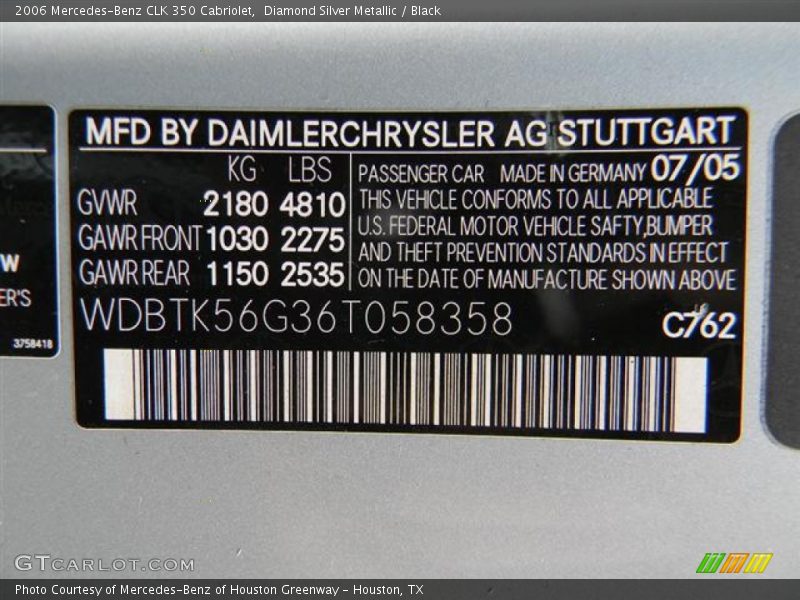 2006 Mercedes-Benz CLK 350 Cabriolet,  Diamond Silver Metallic / Black
MFD BY DAIMLERCHRYSLER AG STUTTGART
KG LBS
GVWR 2180 4810
GAWR FRONT 1030 2275
GAWR REAR 1150 2535
PASSENGER CAR MADE IN GERMANY 07/05
THIS VEHICLE CONFORMS TO ALL APPLICABLE
U.S. FEDERAL MOTOR VEHICLE SAFTY,BUMPER
AND THEFT PREVENTION STANDARDS IN EFFECT
ON THE DATE OF MANUFACTURE SHOWN ABOVE
WDBTK56G36T058358
C762
W
ER'S
3758418
GTCARLOT.COM
Photo Courtesy of Mercedes-Benz of Houston Greenway - Houston, TX